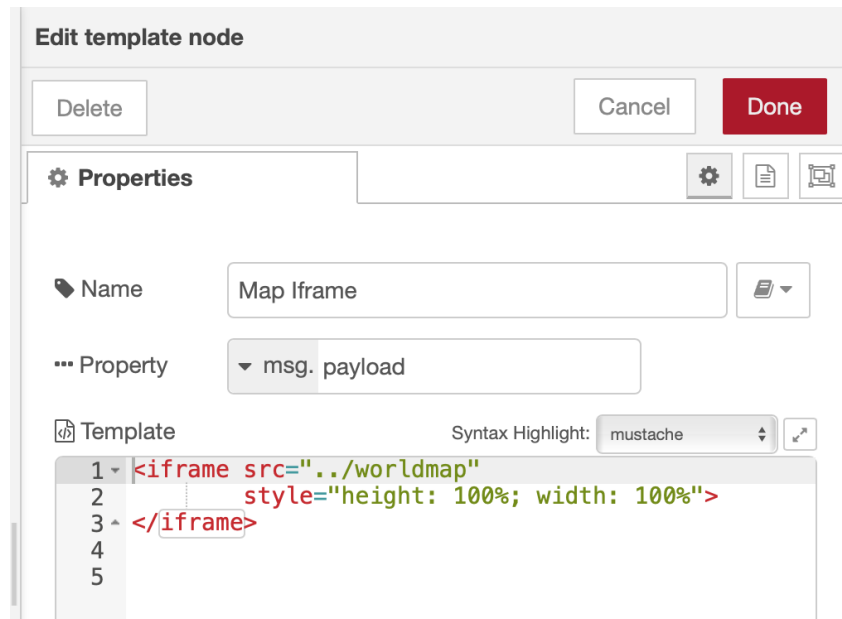 Edit template node
Delete
Cancel
Done
Properties
Name
Map Iframe
Property
msg.
payload
Template
Syntax Highlight:
mustache
1
<iframe src="../worldmap"
2
style="height: 100%; width: 100%">
3
</iframe>
4
5